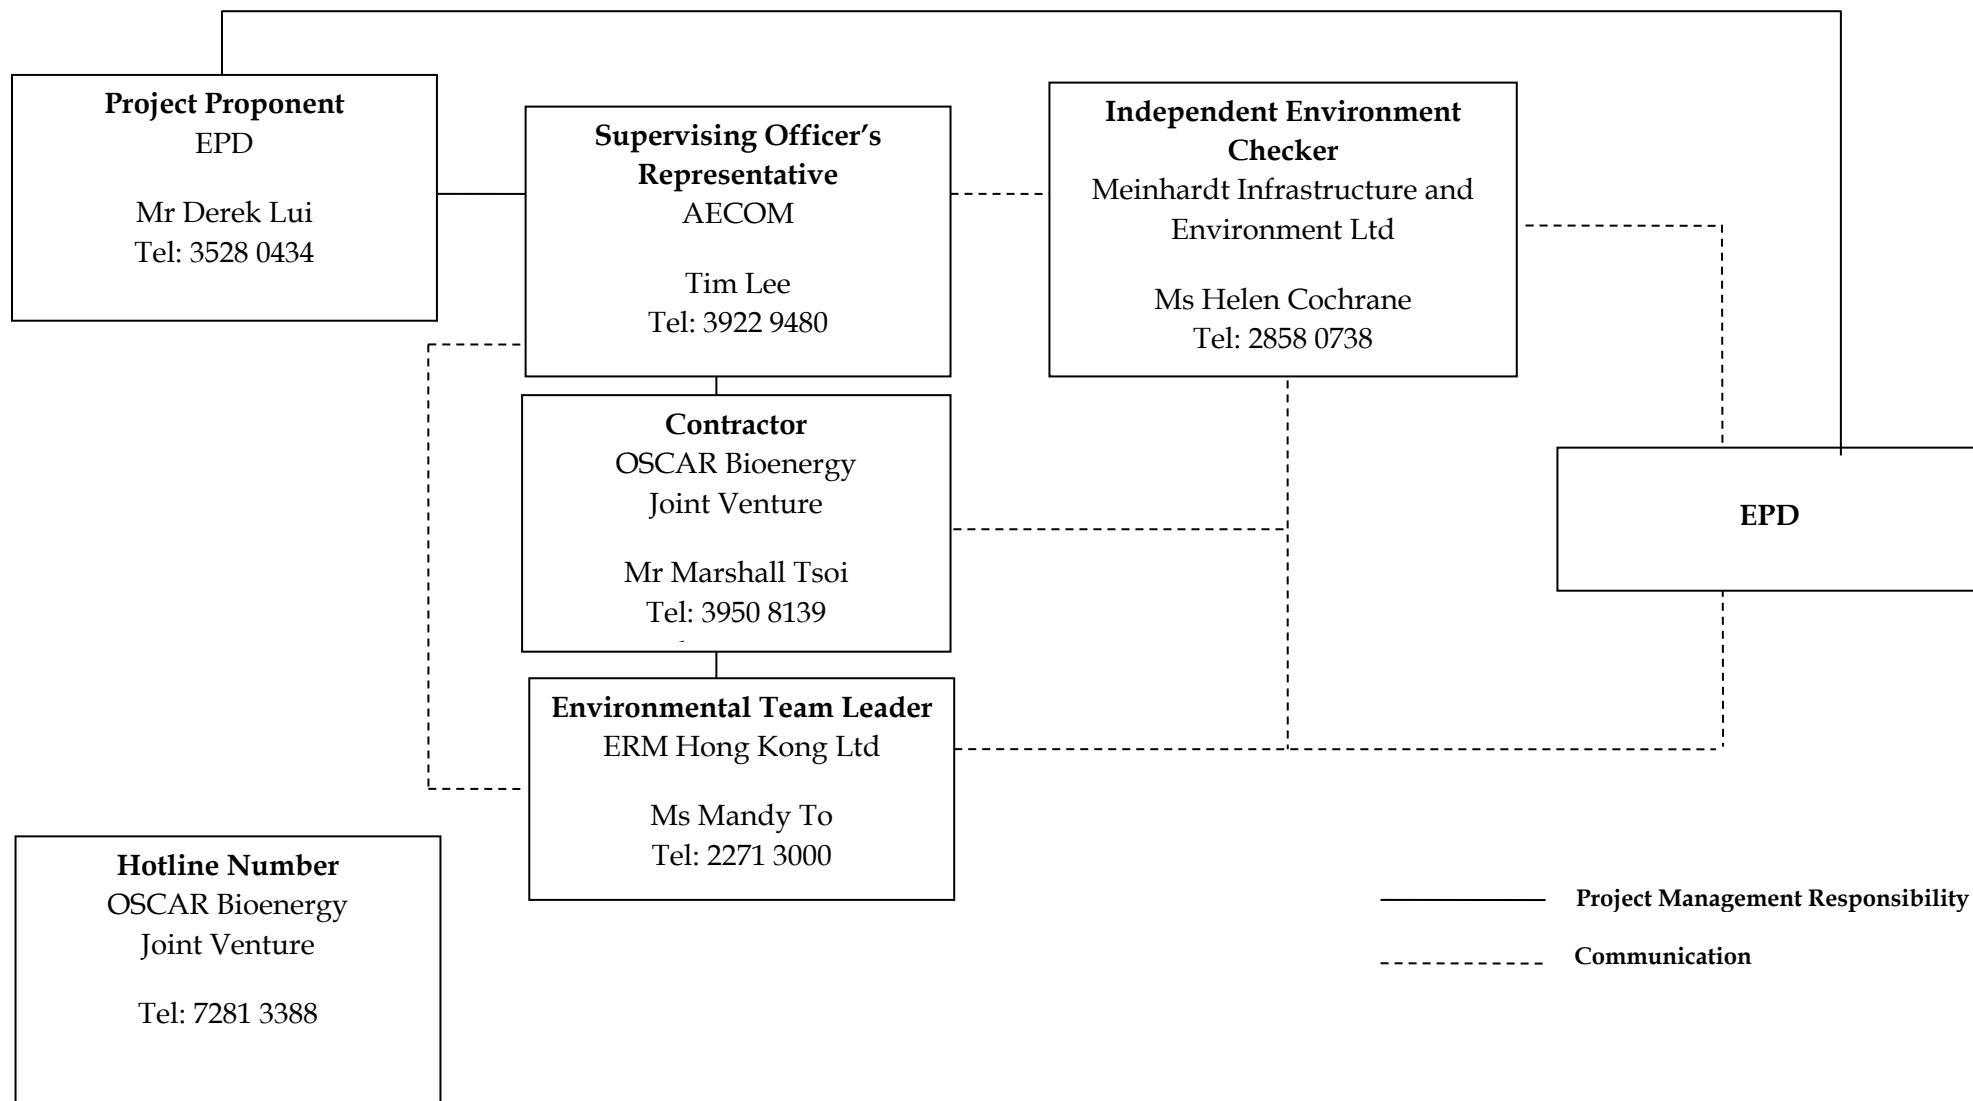 Project Proponent
EPD
Mr Derek Lui
Tel: 3528 0434
Supervising Officer’s
Representative
AECOM
Tim Lee
Tel: 3922 9480
Independent Environment
Checker
Meinhardt Infrastructure and
Environment Ltd
Ms Helen Cochrane
Tel: 2858 0738
Contractor
OSCAR Bioenergy
Joint Venture
Mr Marshall Tsoi
Tel: 3950 8139
EPD
Environmental Team Leader
ERM Hong Kong Ltd
Ms Mandy To
Tel: 2271 3000
Hotline Number
OSCAR Bioenergy
Joint Venture
Tel: 7281 3388
Project Management Responsibility
Communication